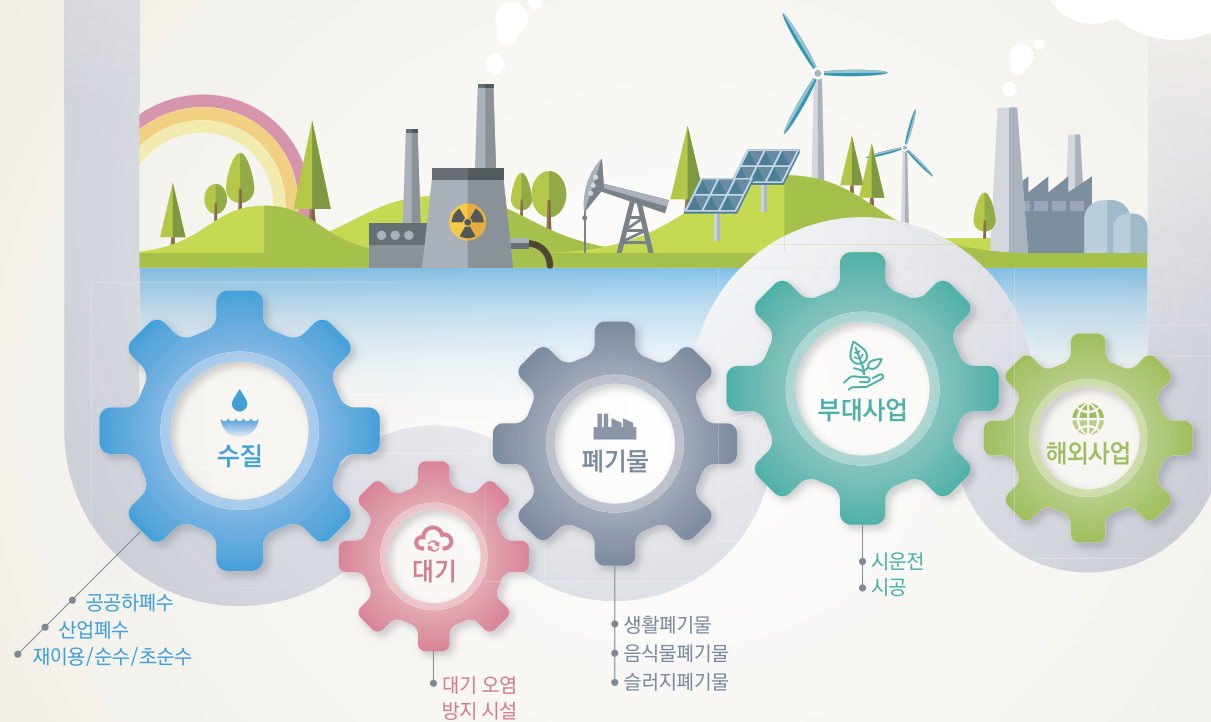 수질
공공하폐수
산업폐수
재이용/순수/초순수
대기
대기 오염
방지 시설
폐기물
생활폐기물
음식물폐기물
슬러지폐기물
부대사업
시운전
시공
해외사업